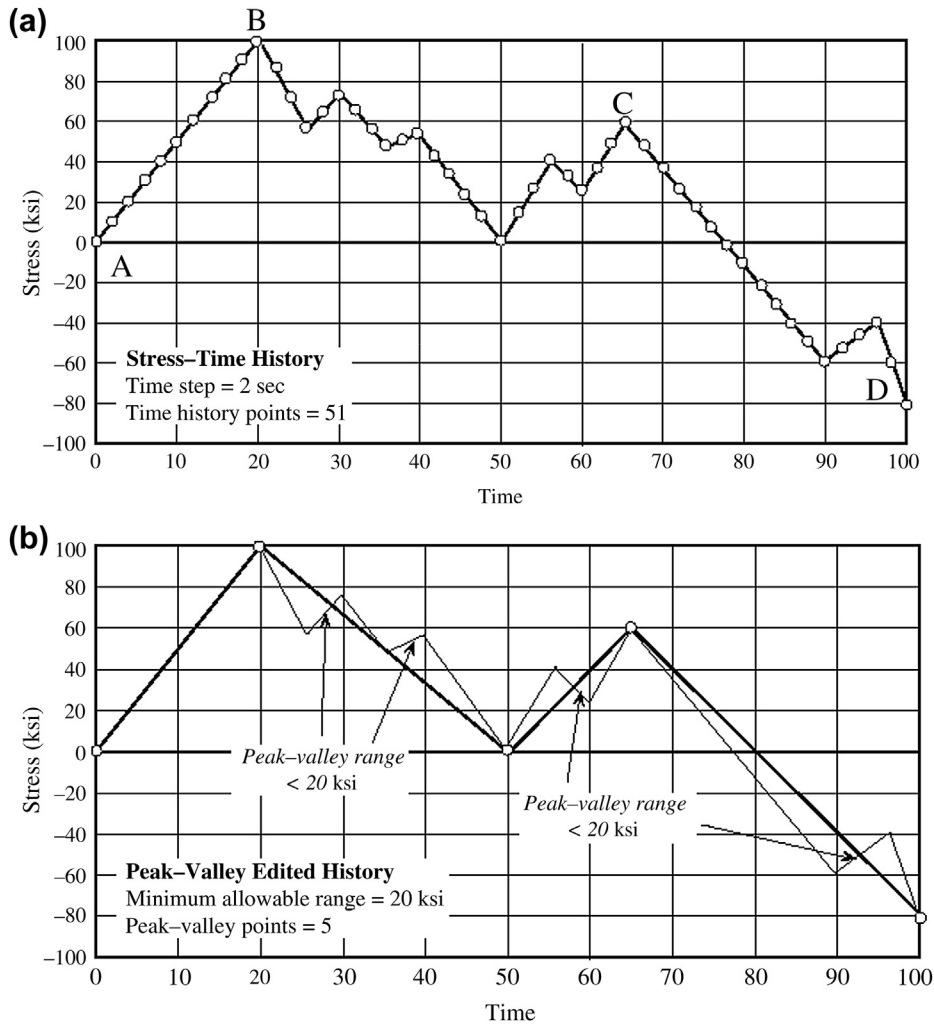 (a)
B
100
80
60
40
20
0
−20
−40
−60
−80
−100
Stress (ksi)
A
C
D
Stress–Time History
Time step = 2 sec
Time history points = 51
0 10 20 30 40 50 60 70 80 90 100
Time
(b)
100
80
60
40
20
0
−20
−40
−60
−80
−100
Stress (ksi)
Peak–valley range
< 20 ksi
Peak–valley range
< 20 ksi
Peak–Valley Edited History
Minimum allowable range = 20 ksi
Peak–valley points = 5
0 10 20 30 40 50 60 70 80 90 100
Time